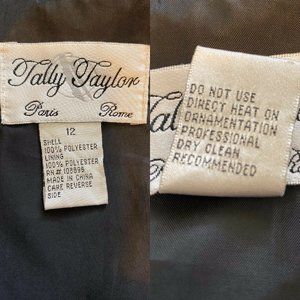 Tally Taylor
Paris Rome
12
SHELL
100% POLYESTER
LINING
100% POLYESTER
RN# 103899
MADE IN CHINA
CARE REVERSE
SIDE
DO NOT USE
DIRECT HEAT ON
ORNAMENTATION
PROFESSIONAL
DRY CLEAN
RECOMMENDED